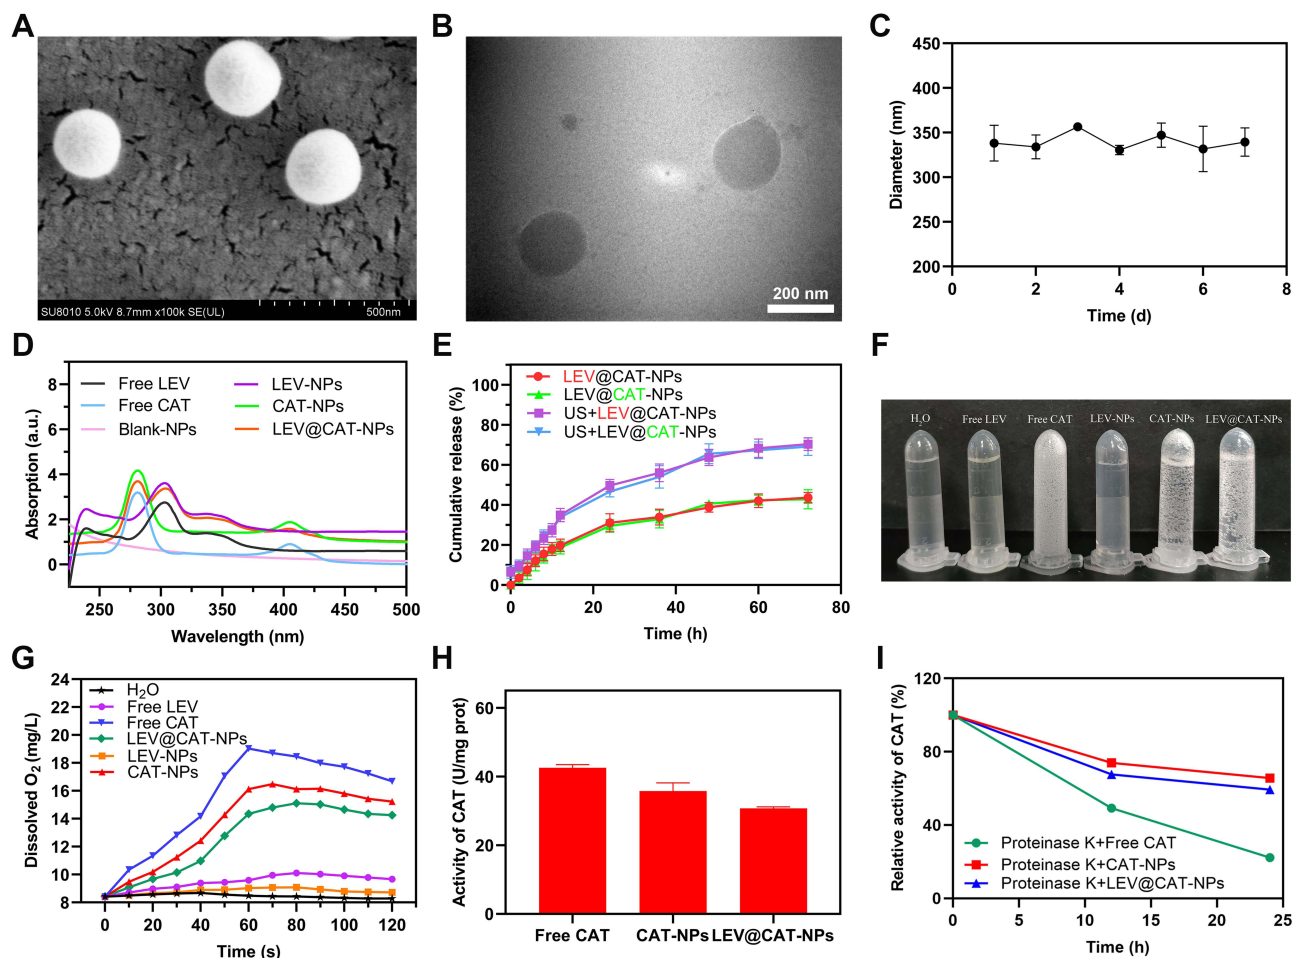 A
SU8010 5.0kV 8.7mm x100k SE(UL) 500nm
B
200 nm
C
Diameter (nm)
450
400
350
300
250
200
0 2 4 6 8
Time (d)
D
Absorption (a.u.)
8
6
4
2
0
Free LEV
Free CAT
Blank-NPs
LEV-NPs
CAT-NPs
LEV@CAT-NPs
250 300 350 400 450 500
Wavelength (nm)
E
Cumulative release (%)
100
80
60
40
20
0
LEV@CAT-NPs
LEV@CAT-NPs
US+LEV@CAT-NPs
US+LEV@CAT-NPs
0 20 40 60 80
Time (h)
F
H₂O Free LEV Free CAT LEV-NPs CAT-NPs LEV@CAT-NPs
G
Dissolved O₂ (mg/L)
24
22
20
18
16
14
12
10
8
H₂O
Free LEV
Free CAT
LEV@CAT-NPs
LEV-NPs
CAT-NPs
0 20 40 60 80 100 120
Time (s)
H
Activity of CAT (U/mg prot)
60
40
20
0
Free CAT CAT-NPs LEV@CAT-NPs
I
Relative activity of CAT (%)
120
80
40
0
Proteinase K+Free CAT
Proteinase K+CAT-NPs
Proteinase K+LEV@CAT-NPs
0 5 10 15 20 25
Time (h)